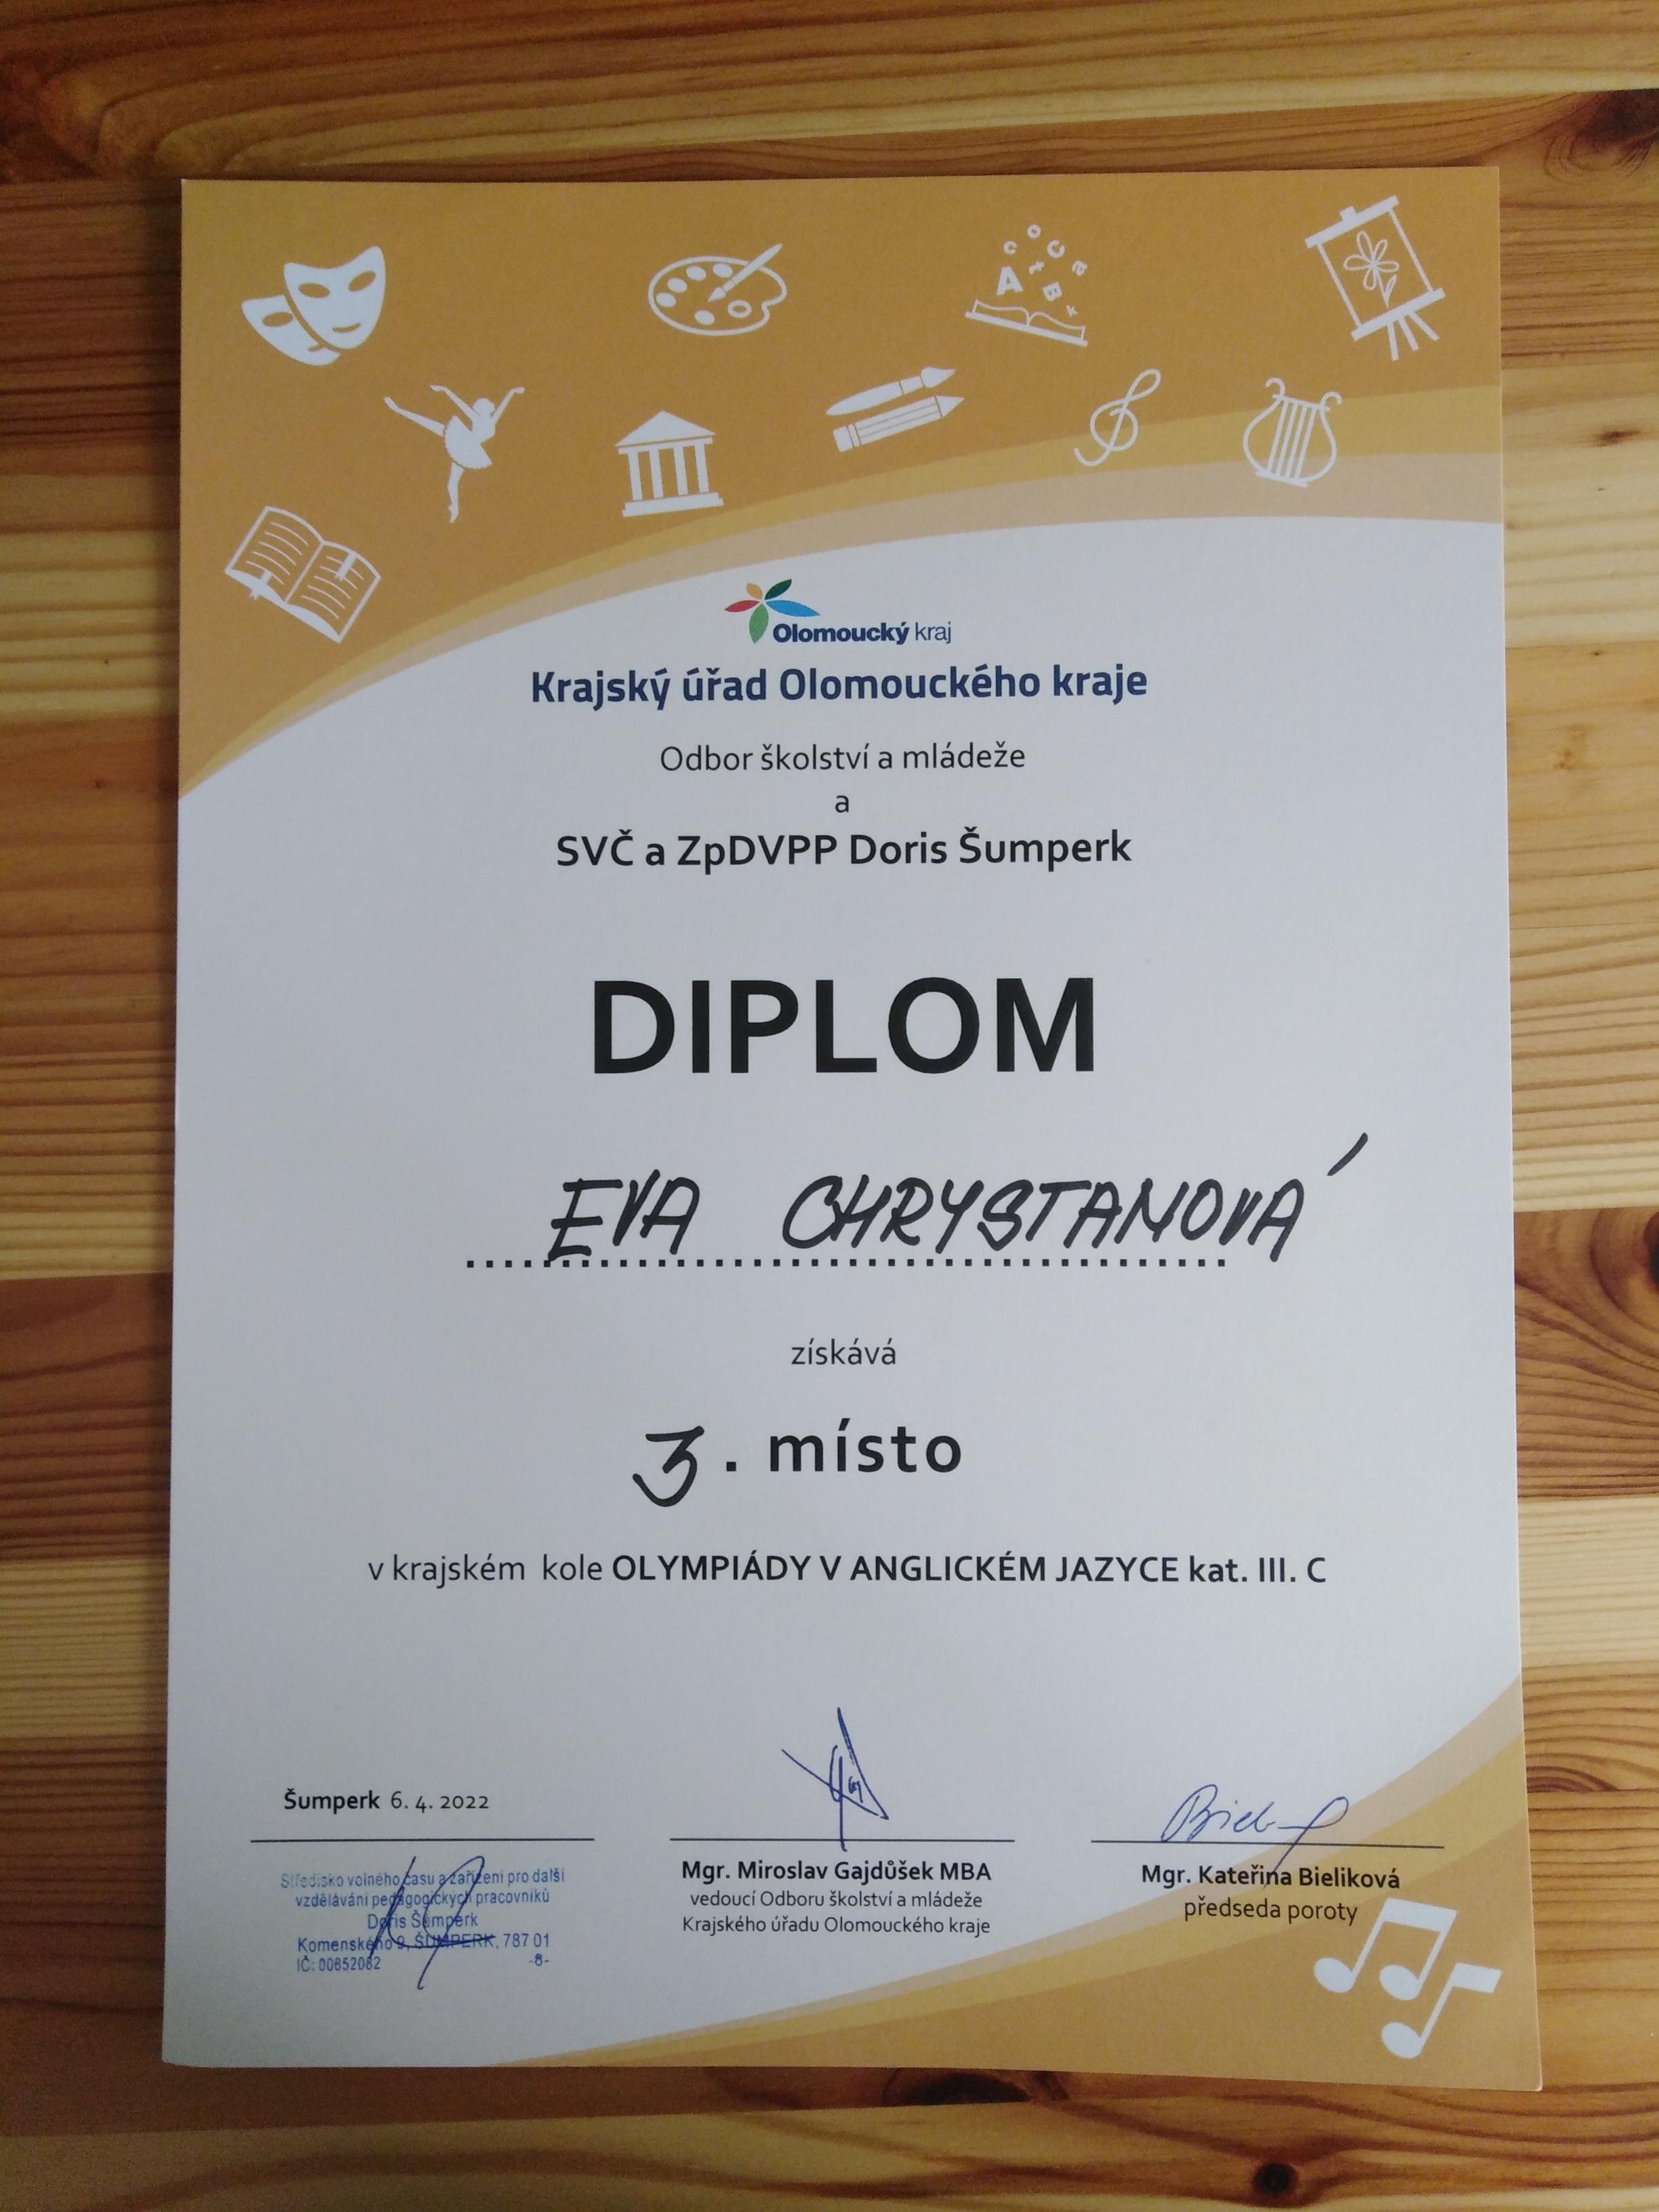 Olomoucký kraj
Krajský úřad Olomouckého kraje
Odbor školství a mládeže
a
SVČ a ZpDVPP Doris Šumperk
DIPLOM
EVA CHRYSTANOVÁ
získává
3. místo
v krajském kole OLYMPIÁDY V ANGLICKÉM JAZYCE kat. III. C
Šumperk 6. 4. 2022
Středisko volného času a zařízení pro další
vzdělávání pedagogických pracovníků
Doris Šumperk
Komenského 9, ŠUMPERK, 787 01
IČ: 00852082 -8-
Mgr. Miroslav Gajdůšek MBA
vedoucí Odboru školství a mládeže
Krajského úřadu Olomouckého kraje
Mgr. Kateřina Bieliková
předseda poroty